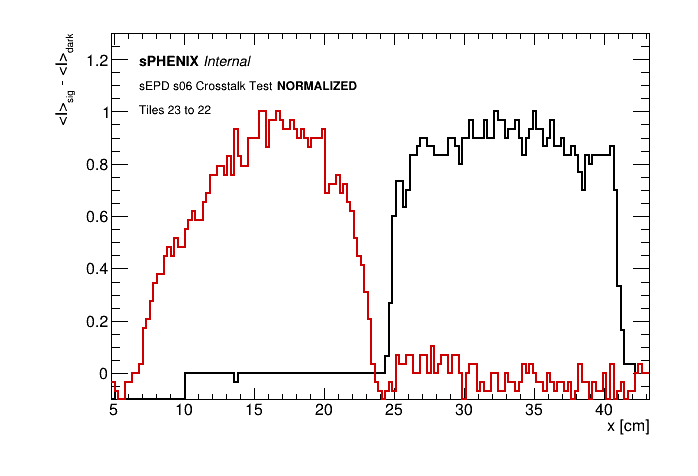 <I>sig - <I>dark
sPHENIX Internal
sEPD s06 Crosstalk Test NORMALIZED
Tiles 23 to 22
1.2
1
0.8
0.6
0.4
0.2
0
5 10 15 20 25 30 35 40
x [cm]